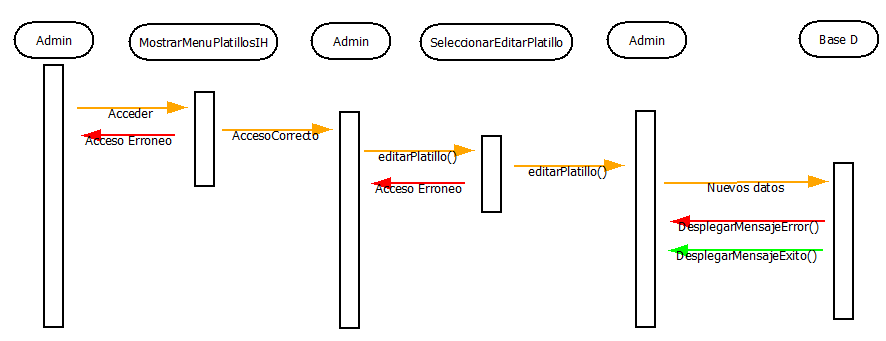 Admin
MostrarMenuPlatillosIH
Admin
SeleccionarEditarPlatillo
Admin
Base D
Acceder
Acceso Erroneo
AccesoCorrecto
editarPlatillo()
Acceso Erroneo
editarPlatillo()
Nuevos datos
DesplegarMensajeError()
DesplegarMensajeExito()